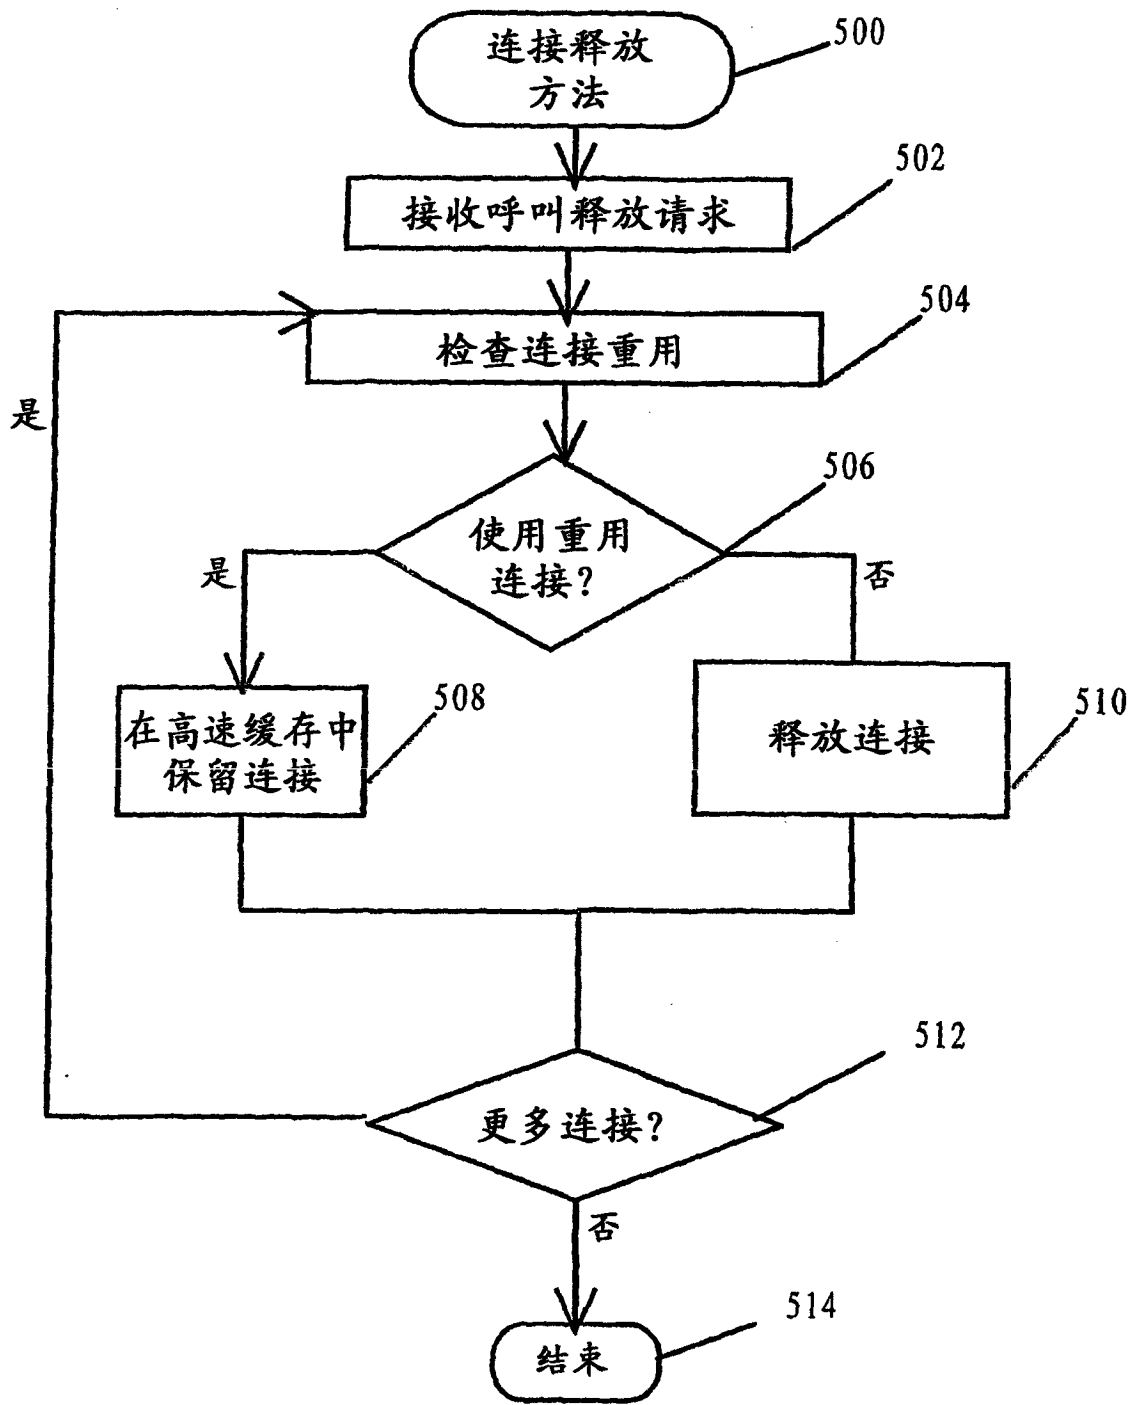 连接释放
方法
500
接收呼叫释放请求
502
检查连接重用
504
是
使用重用
连接?
506
是
否
在高速缓存中
保留连接
508
释放连接
510
更多连接?
512
否
结束
514